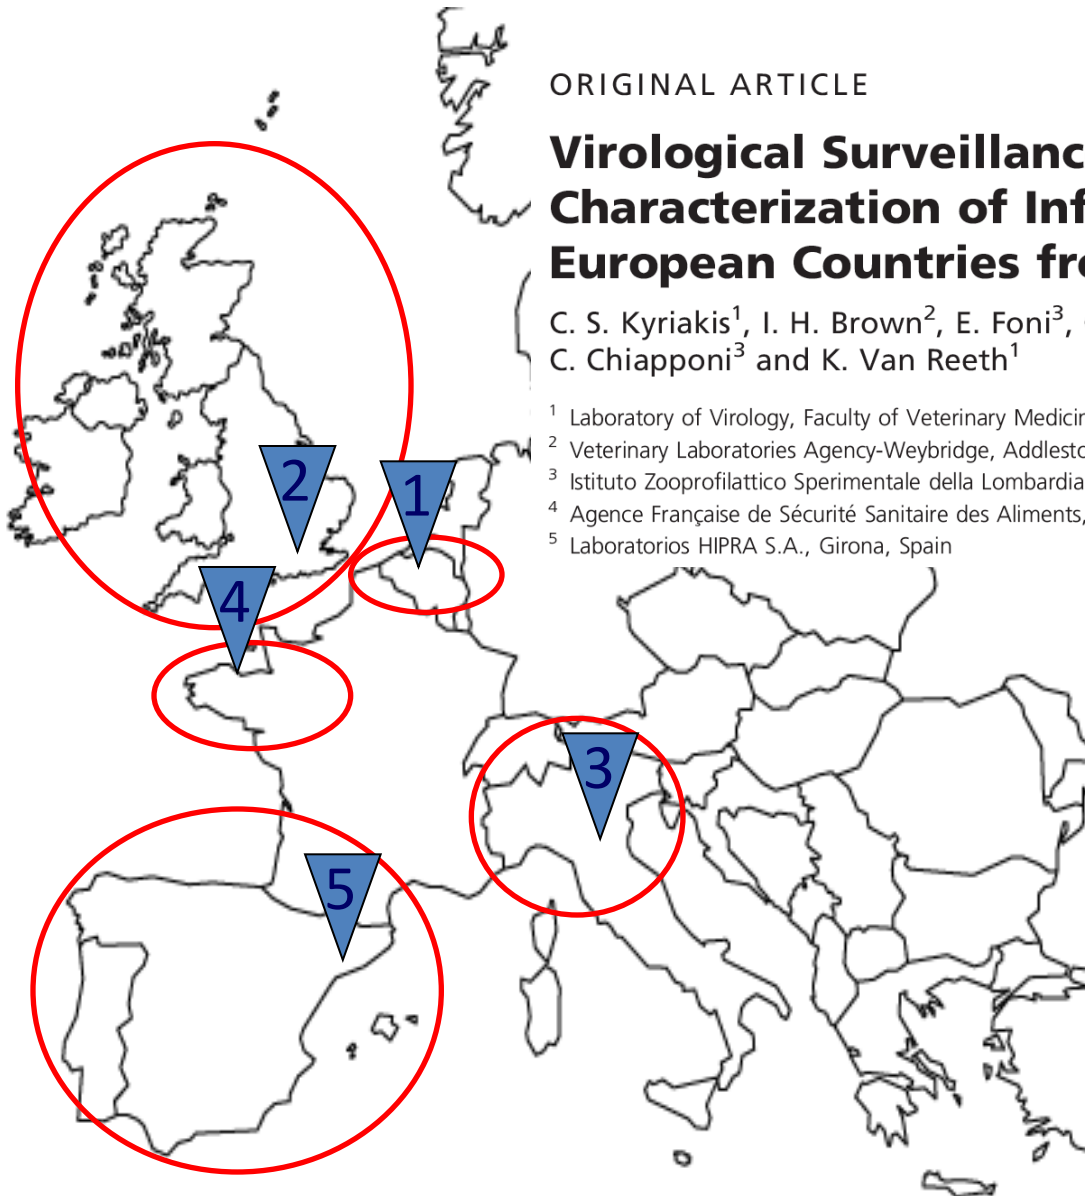 ORIGINAL ARTICLE
Virological Surveillanc
Characterization of Inf
European Countries fro
C. S. Kyriakis1, I. H. Brown2, E. Foni3,
C. Chiapponi3 and K. Van Reeth1
1 Laboratory of Virology, Faculty of Veterinary Medicin
2 Veterinary Laboratories Agency-Weybridge, Addlesto
3 Istituto Zooprofilattico Sperimentale della Lombardia
4 Agence Française de Sécurité Sanitaire des Aliments,
5 Laboratorios HIPRA S.A., Girona, Spain
2
1
4
3
5